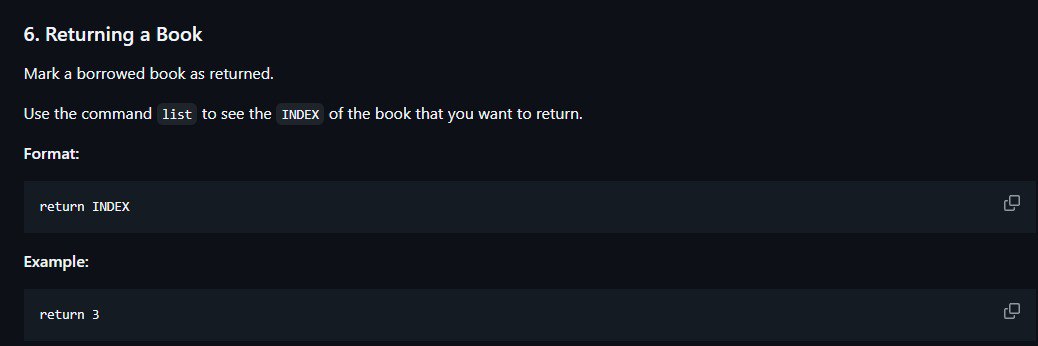 6. Returning a Book
Mark a borrowed book as returned.
Use the command list to see the INDEX of the book that you want to return.
Format:
return INDEX
Example:
return 3